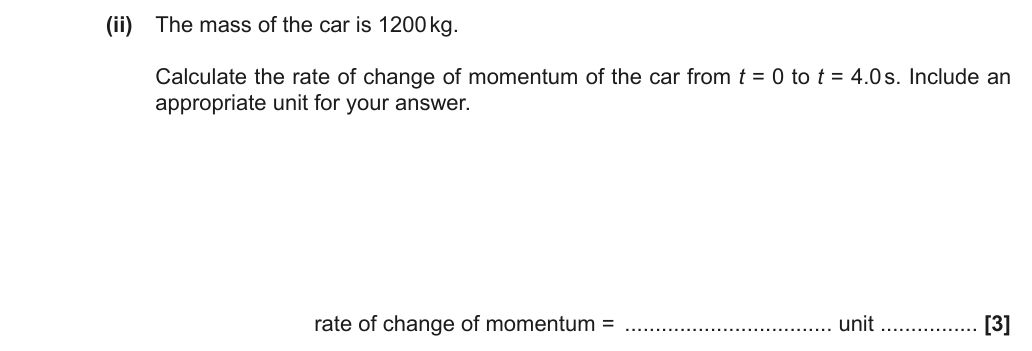 (ii) The mass of the car is 1200 kg.
Calculate the rate of change of momentum of the car from t = 0 to t = 4.0 s. Include an
appropriate unit for your answer.
rate of change of momentum = .................................. unit ................ [3]